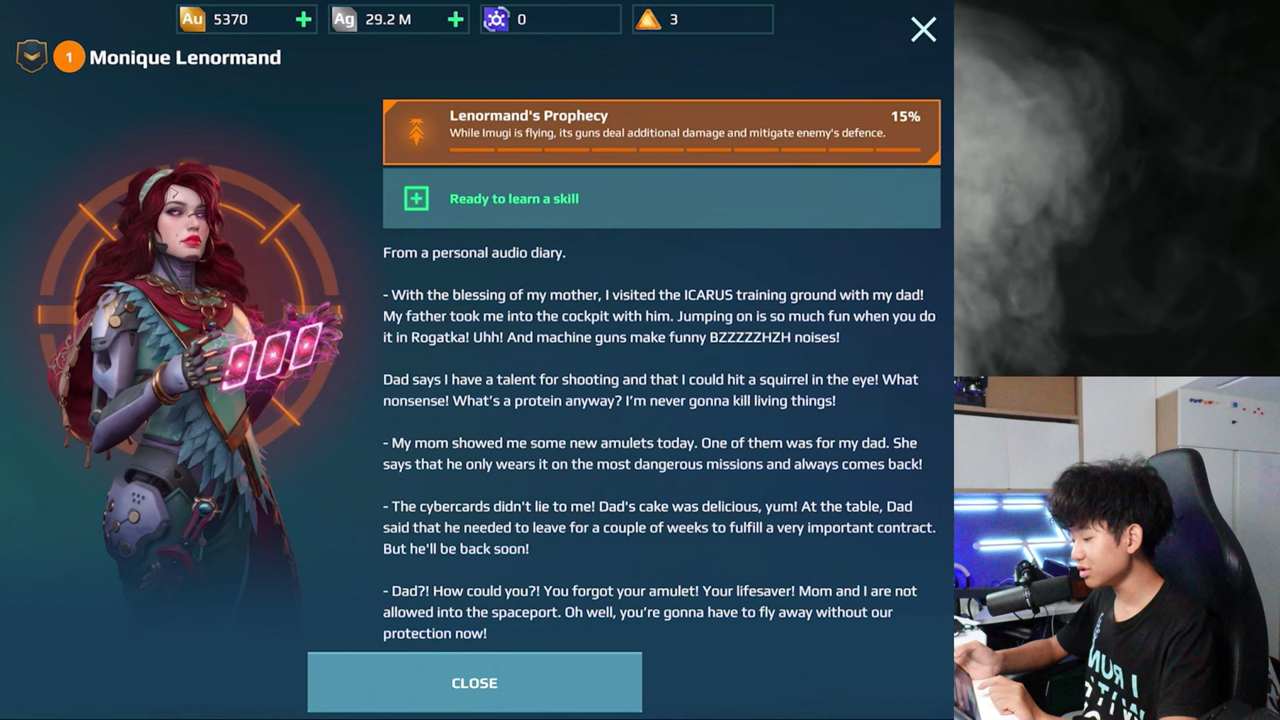 Au 5370
Ag 29.2 M
0
3
1 Monique Lenormand
Lenormand's Prophecy 15%
While Imugi is flying, its guns deal additional damage and mitigate enemy's defence.
Ready to learn a skill
From a personal audio diary.
- With the blessing of my mother, I visited the ICARUS training ground with my dad!
My father took me into the cockpit with him. Jumping on is so much fun when you do
it in Rogatka! Uhh! And machine guns make funny BZZZZZHZH noises!
Dad says I have a talent for shooting and that I could hit a squirrel in the eye! What
nonsense! What's a protein anyway? I'm never gonna kill living things!
- My mom showed me some new amulets today. One of them was for my dad. She
says that he only wears it on the most dangerous missions and always comes back!
- The cybercards didn't lie to me! Dad's cake was delicious, yum! At the table, Dad
said that he needed to leave for a couple of weeks to fulfill a very important contract.
But he'll be back soon!
- Dad?! How could you?! You forgot your amulet! Your lifesaver! Mom and I are not
allowed into the spaceport. Oh well, you're gonna have to fly away without our
protection now!
CLOSE
I RUN